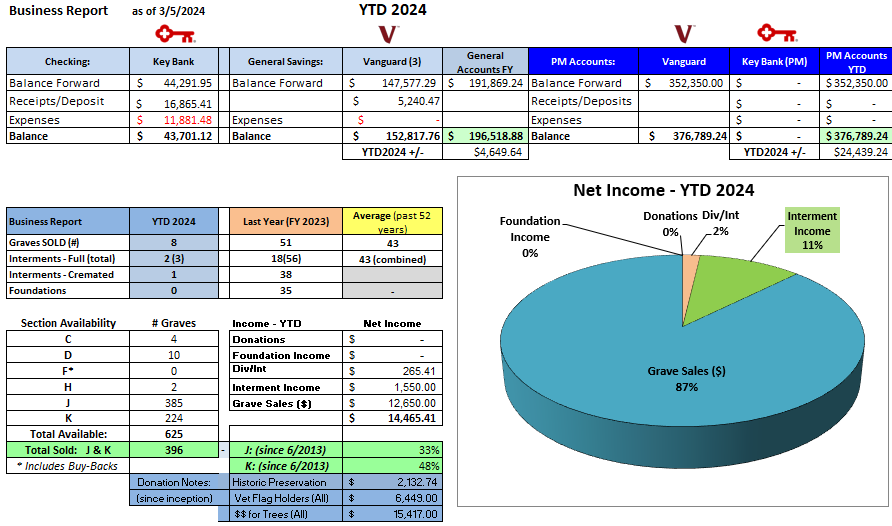 Business Report as of 3/5/2024 YTD 2024
V V
Checking: Key Bank General Savings: Vanguard (3) General Accounts FY PM Accounts: Vanguard Key Bank (PM) PM Accounts YTD
Balance Forward $ 44,291.95 Balance Forward $ 147,577.29 $ 191,869.24 Balance Forward $ 352,350.00 $ - $352,350.00
Receipts/Deposit $ 16,865.41 $ 5,240.47 Receipts/Deposits $ - $ -
Expenses $ 11,881.48 Expenses $ - Expenses $ - $ -
Balance $ 43,701.12 Balance $ 152,817.76 $ 196,518.88 Balance $ 376,789.24 $ - $376,789.24
YTD2024 +/- $4,649.64 YTD2024 +/- $24,439.24
Business Report YTD 2024 Last Year (FY 2023) Average (past 52 years)
Graves SOLD (#) 8 51 43
Interments - Full (total) 2 (3) 18(56) 43 (combined)
Interments - Cremated 1 38
Foundations 0 35 -
Section Availability # Graves
C 4
D 10
F* 0
H 2
J 385
K 224
Total Available: 625
Total Sold: J & K 396 - J: (since 6/2013) 33%
* Includes Buy-Backs K: (since 6/2013) 48%
Income - YTD Net Income
Donations $ -
Foundation Income $ -
Div/Int $ 265.41
Interment Income $ 1,550.00
Grave Sales ($) $ 12,650.00
$ 14,465.41
Donation Notes: Historic Preservation $ 2,132.74
(since inception) Vet Flag Holders (All) $ 6,449.00
$$ for Trees (All) $ 15,417.00
Net Income - YTD 2024
Foundation Income 0%
Donations 0%
Div/Int 2%
Interment Income 11%
Grave Sales ($) 87%